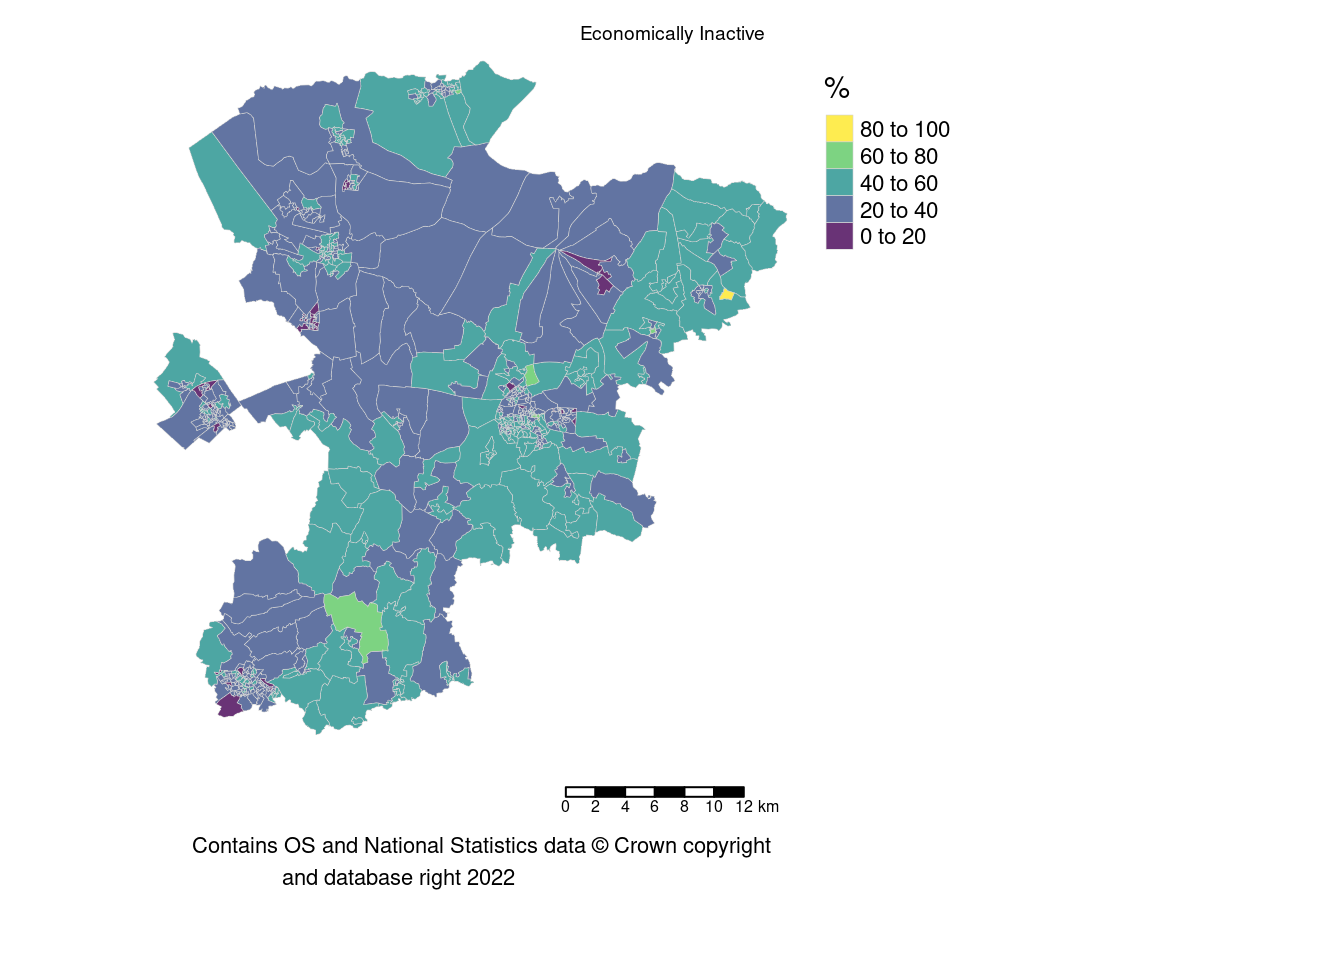 Economically Inactive
%
80 to 100
60 to 80
40 to 60
20 to 40
0 to 20
0 2 4 6 8 10 12 km
Contains OS and National Statistics data © Crown copyright
and database right 2022